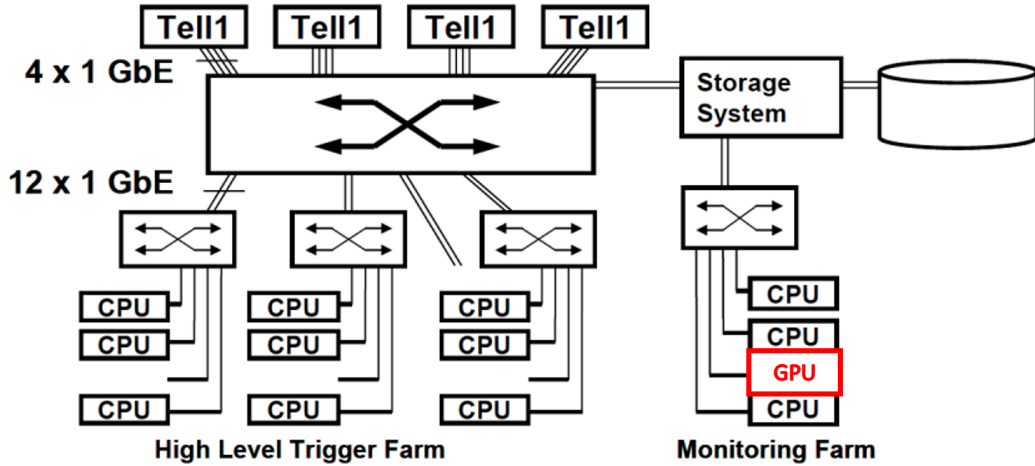 Tell1 Tell1 Tell1 Tell1
4 x 1 GbE
Storage
System
12 x 1 GbE
CPU CPU CPU CPU
CPU CPU CPU CPU
GPU
CPU CPU CPU CPU
High Level Trigger Farm Monitoring Farm